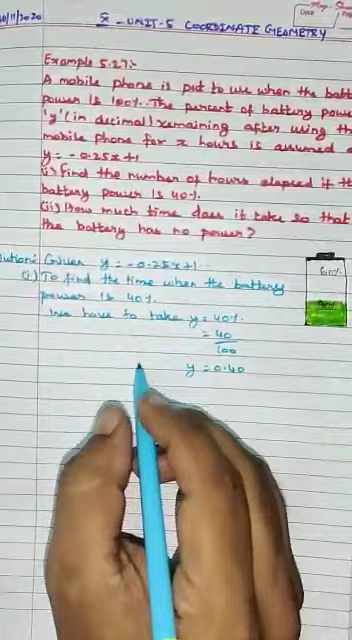 10/11/2020
X - UNIT-5 COORDINATE GEOMETRY
Date
Example 5.27:-
A mobile phone is put to use when the batt
power is 100%. The percent of battery powe
'y' (in decimal) remaining after using the
mobile phone for x hours is assumed a
y = -0.25x+1
(i) Find the number of hours elapsed if th
battery power is 40%.
(ii) How much time does it take so that
the battery has no power?
lution: Given y = -0.25x+1
(i) To find the time when the battery
power is 40%.
We have to take y = 40%.
= 40
100
y = 0.40
60%
40%